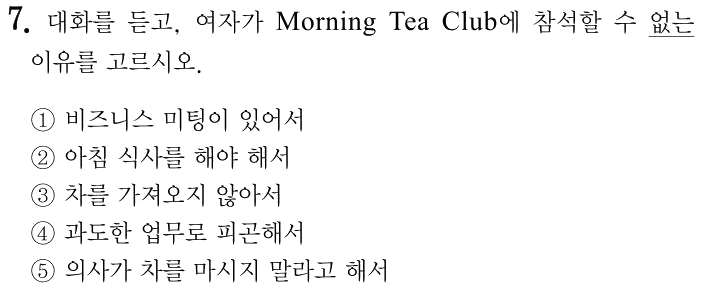 7. 대화를 듣고, 여자가 Morning Tea Club에 참석할 수 없는
이유를 고르시오.
① 비즈니스 미팅이 있어서
② 아침 식사를 해야 해서
③ 차를 가져오지 않아서
④ 과도한 업무로 피곤해서
⑤ 의사가 차를 마시지 말라고 해서